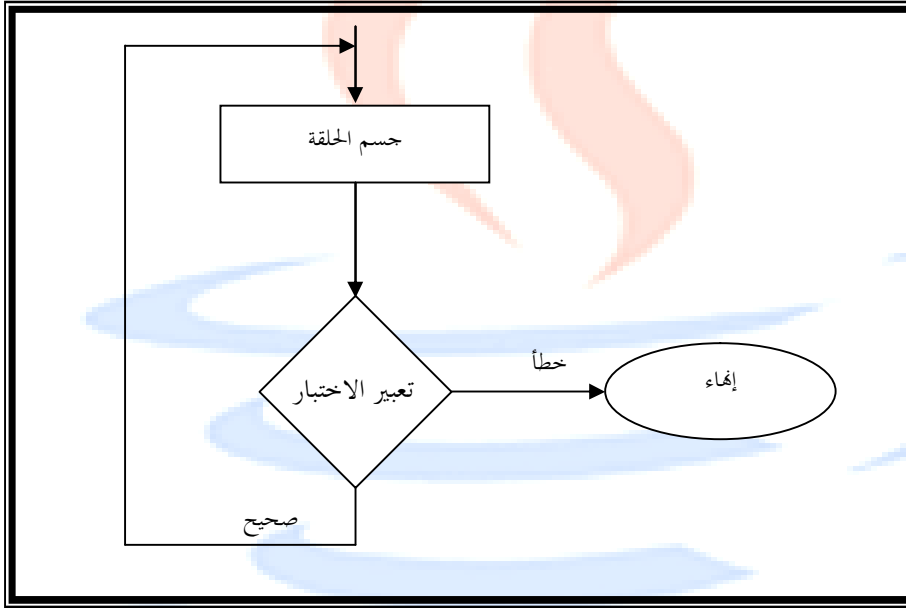 جسم الحلقة
تعبير الاختبار
خطأ
إنهاء
صحيح